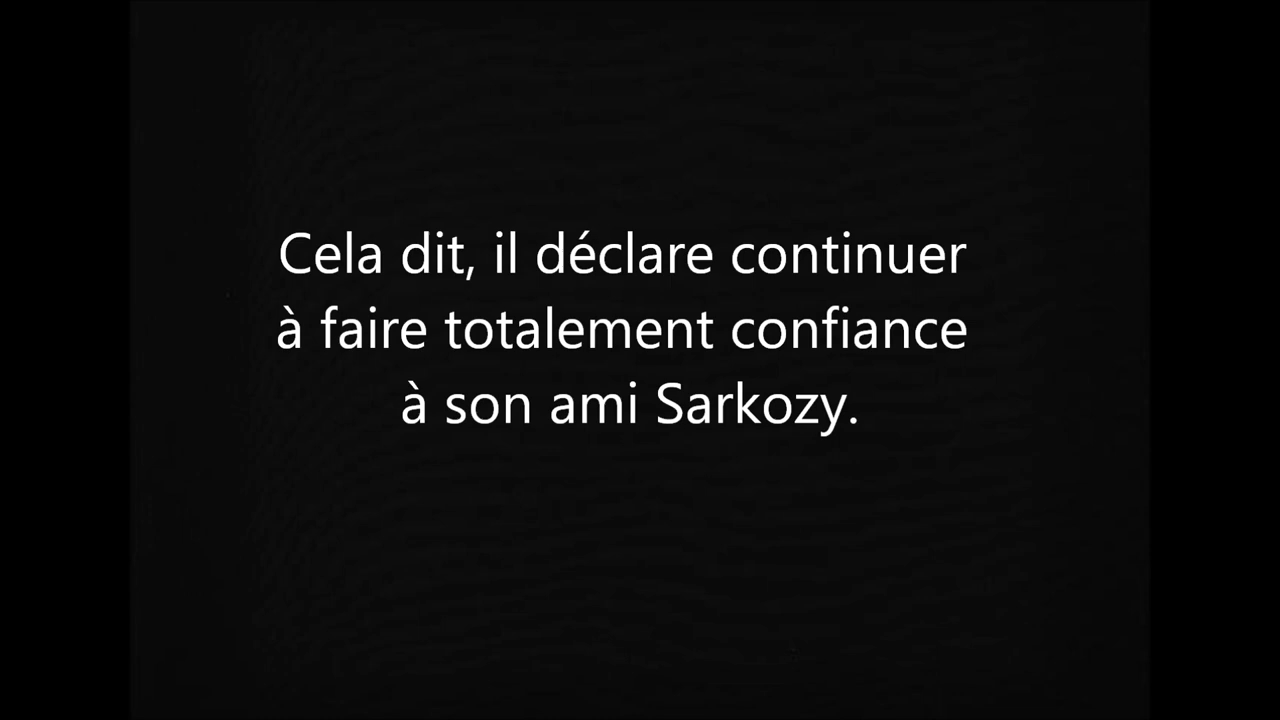 Cela dit, il déclare continuer
à faire totalement confiance
à son ami Sarkozy.